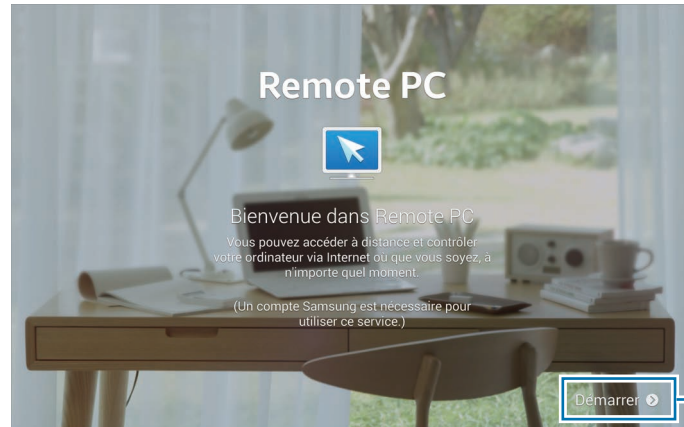 Remote PC
Bienvenue dans Remote PC
Vous pouvez accéder à distance et contrôler
votre ordinateur via Internet où que vous soyez, à
n'importe quel moment.
(Un compte Samsung est nécessaire pour
utiliser ce service.)
Démarrer